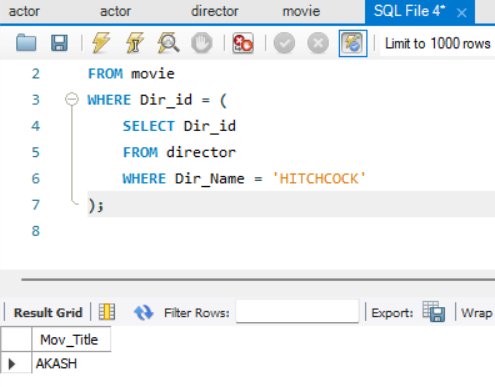 actor actor director movie SQL File 4* ×
Limit to 1000 rows
2 FROM movie
3 WHERE Dir_id = (
4 SELECT Dir_id
5 FROM director
6 WHERE Dir_Name = 'HITCHCOCK'
7 );
8
Result Grid Filter Rows: Export: Wrap
Mov_Title
AKASH